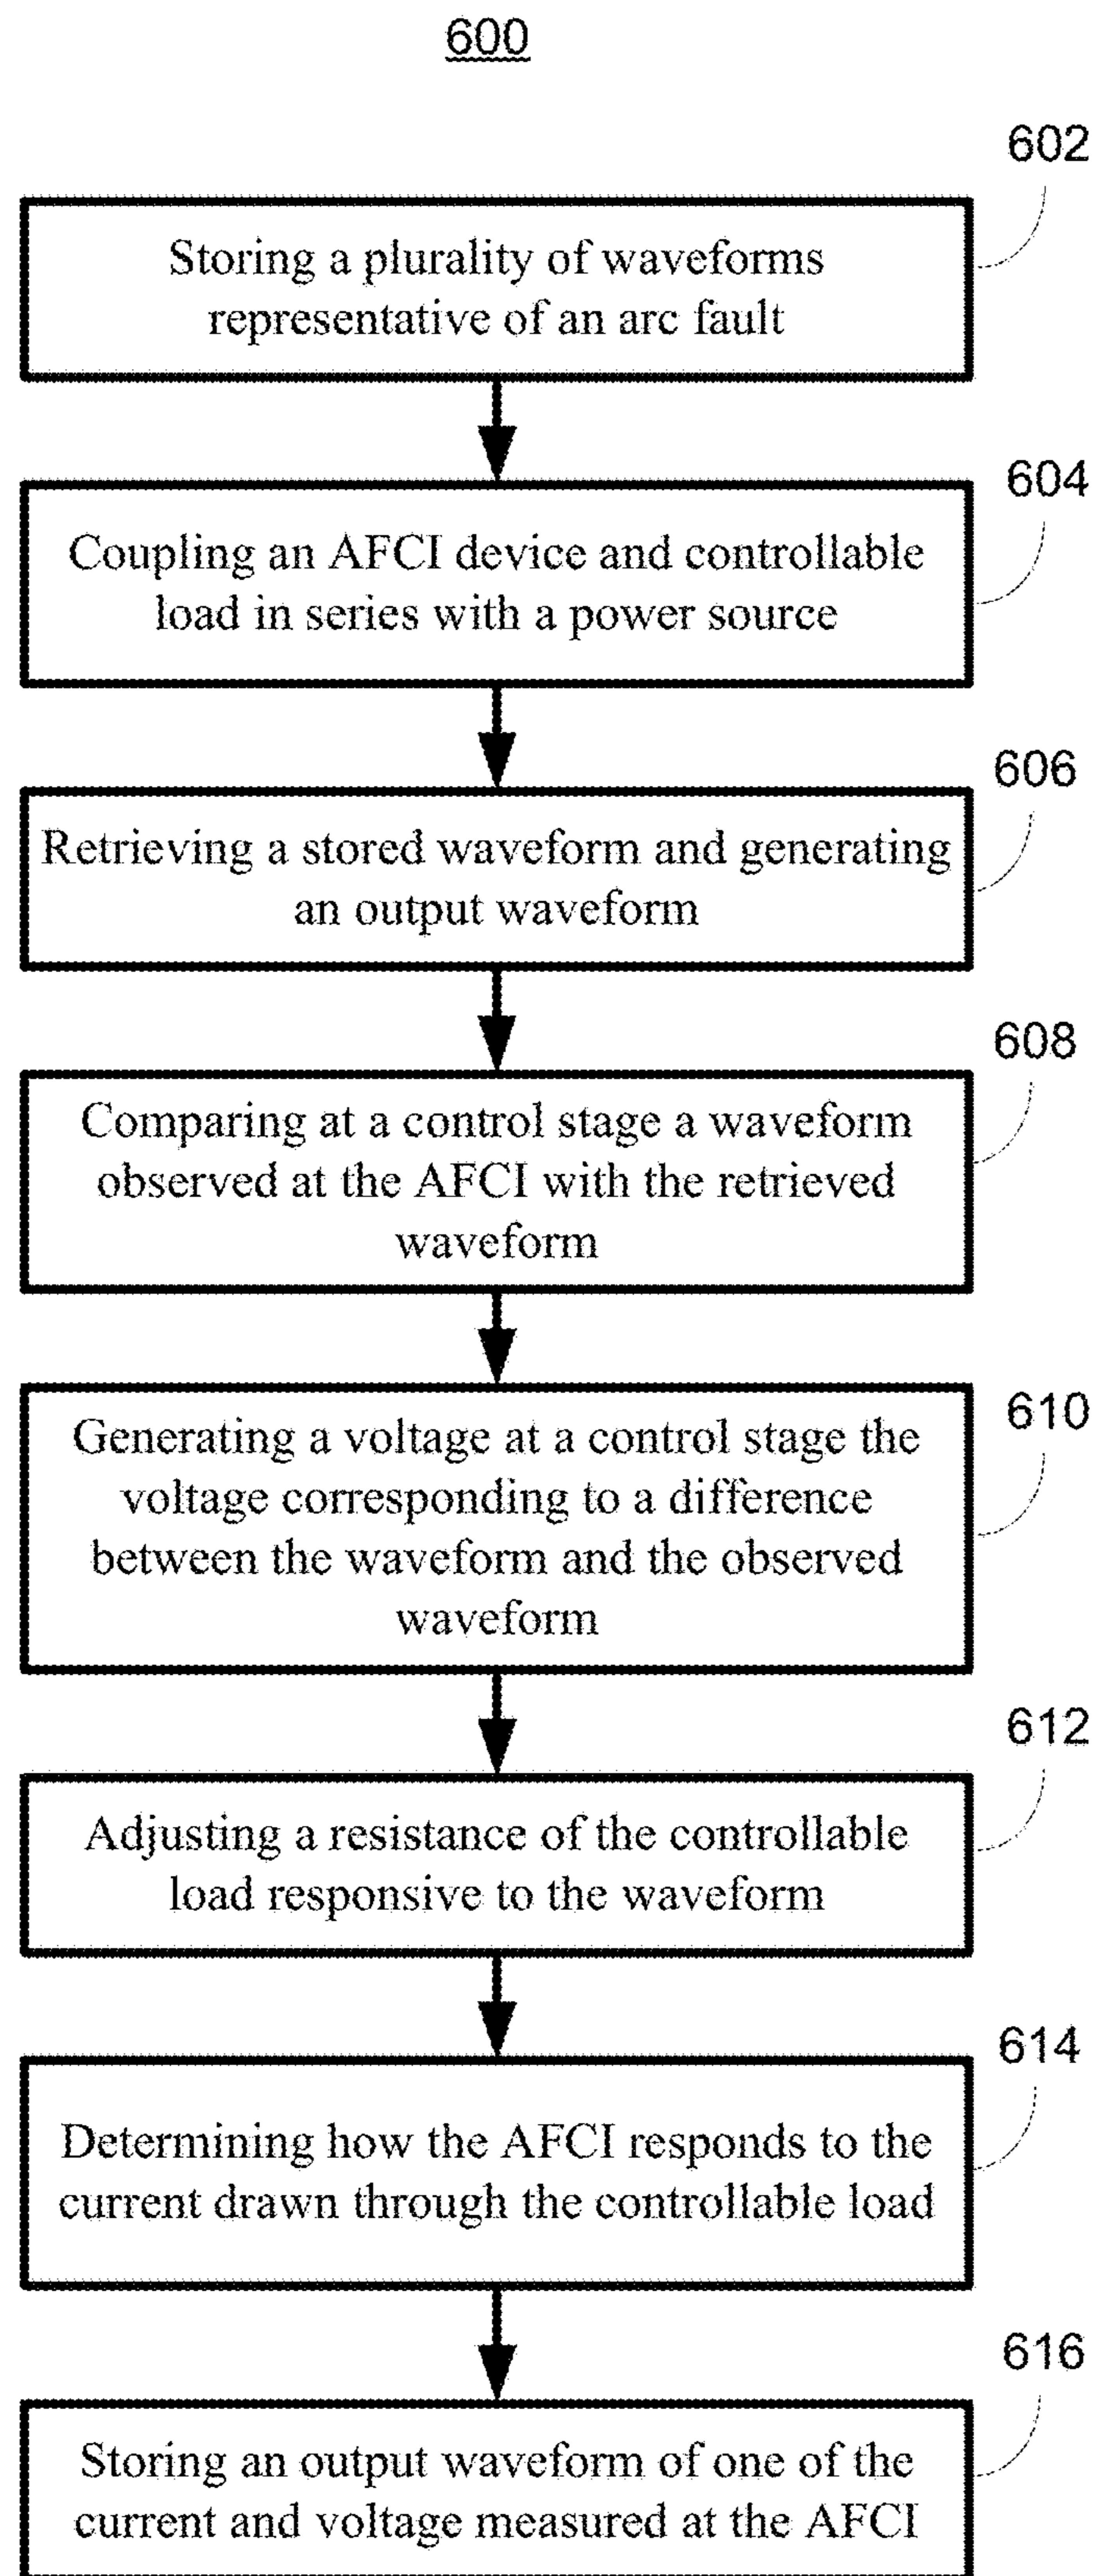 600
602
Storing a plurality of waveforms
representative of an arc fault
604
Coupling an AFCI device and controllable
load in series with a power source
606
Retrieving a stored waveform and generating
an output waveform
608
Comparing at a control stage a waveform
observed at the AFCI with the retrieved
waveform
610
Generating a voltage at a control stage the
voltage corresponding to a difference
between the waveform and the observed
waveform
612
Adjusting a resistance of the controllable
load responsive to the waveform
614
Determining how the AFCI responds to the
current drawn through the controllable load
616
Storing an output waveform of one of the
current and voltage measured at the AFCI